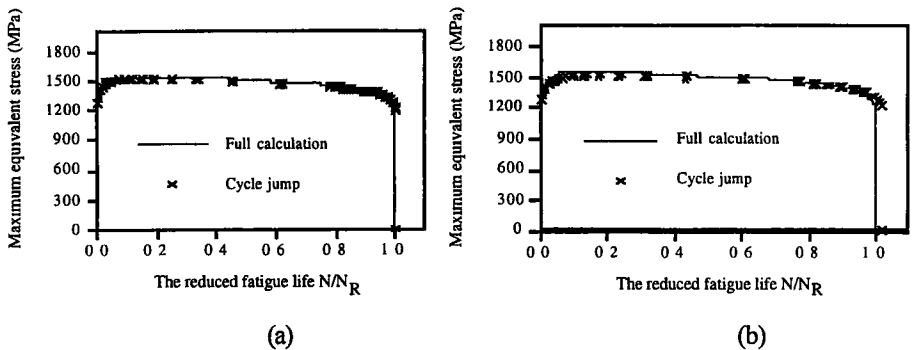 Maximum equivalent stress (MPa)
1800
1500
1200
900
600
300
0
Full calculation
Cycle jump
0 0
0 2
0 4
0 6
0 8
1 0
The reduced fatigue life N/NR
(a)
Maximum equivalent stress (MPa)
1800
1500
1200
900
600
300
0
Full calculation
Cycle jump
0 0
0 2
0 4
0 6
0 8
1 0
The reduced fatigue life N/NR
(b)